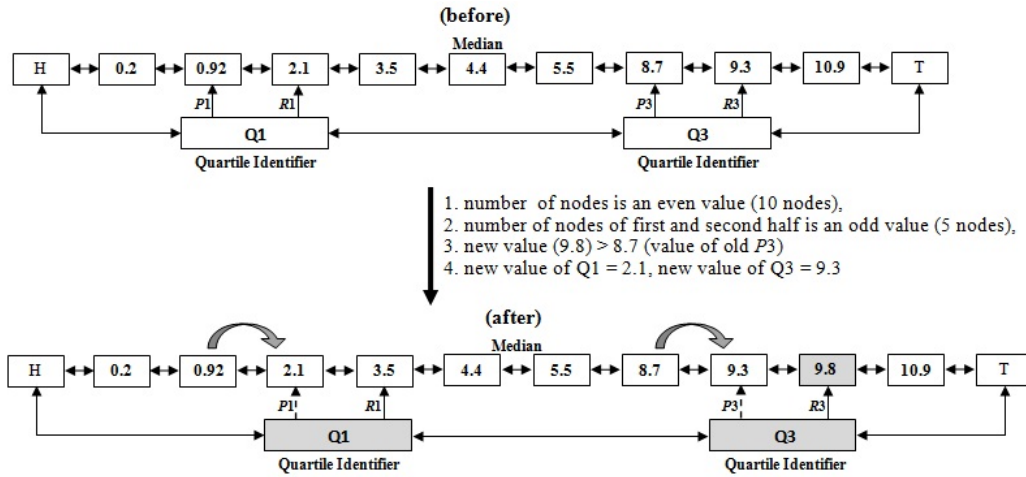 (before)
Median
H 0.2 0.92 2.1 3.5 4.4 5.5 8.7 9.3 10.9 T
P1 R1 P3 R3
Q1 Q3
Quartile Identifier Quartile Identifier
1. number of nodes is an even value (10 nodes),
2. number of nodes of first and second half is an odd value (5 nodes),
3. new value (9.8) > 8.7 (value of old P3)
4. new value of Q1 = 2.1, new value of Q3 = 9.3
(after)
Median
H 0.2 0.92 2.1 3.5 4.4 5.5 8.7 9.3 9.8 10.9 T
P1' R1 P3' R3
Q1 Q3
Quartile Identifier Quartile Identifier